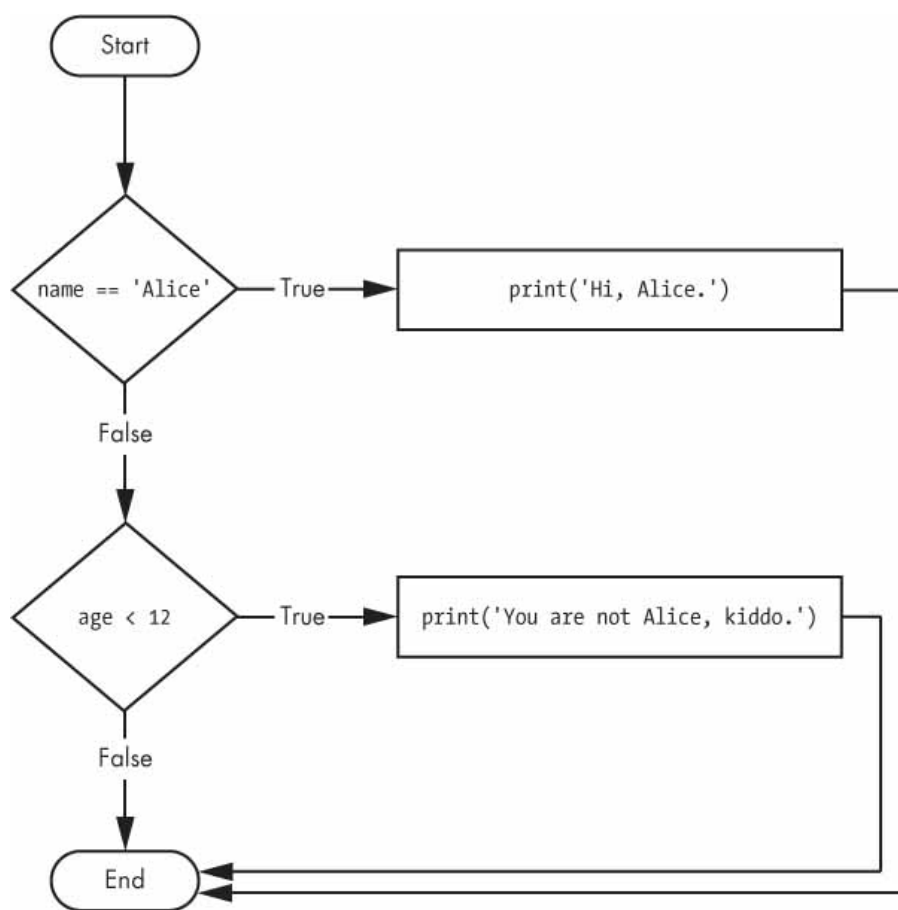 Start
name == 'Alice'
True
print('Hi, Alice.')
False
age < 12
True
print('You are not Alice, kiddo.')
False
End